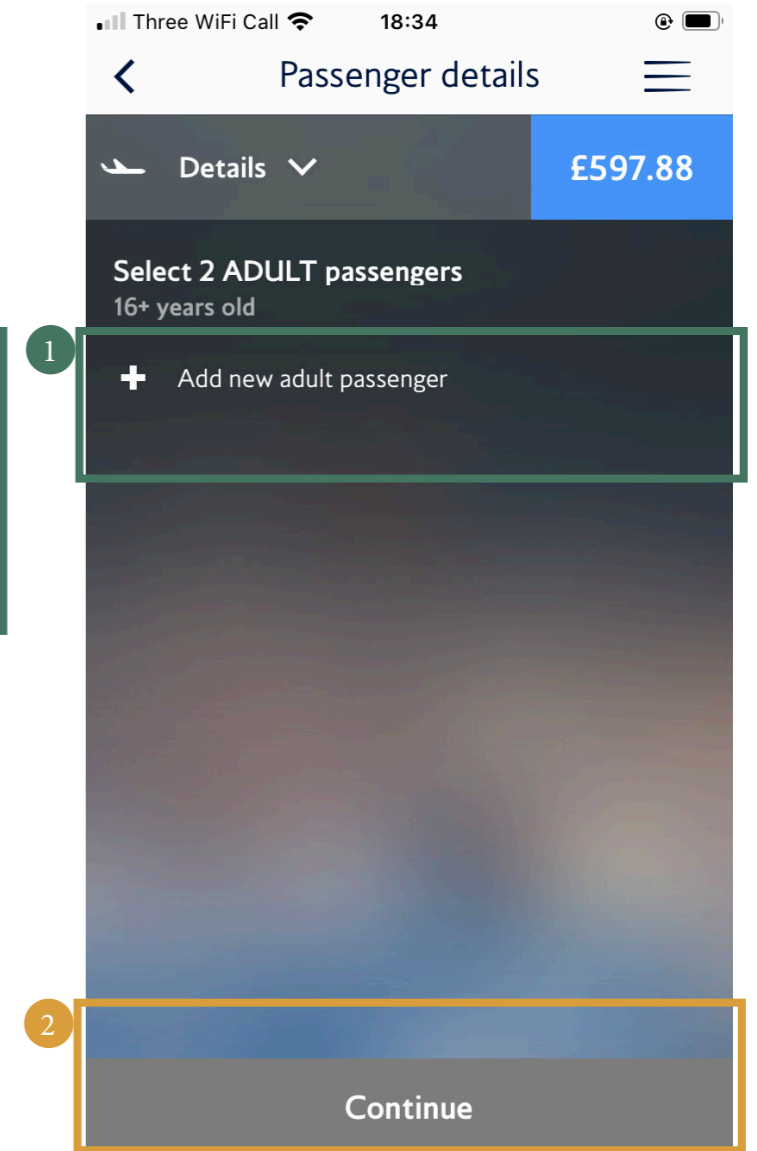 Three WiFi Call 18:34
Passenger details
Details £597.88
Select 2 ADULT passengers
16+ years old
1
Add new adult passenger
2
Continue